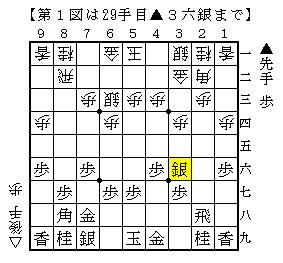 【第１図は29手目▲３六銀まで】
9 8 7 6 5 4 3 2 1
香 桂 金 玉 銀 桂 香 一
飛 金 角 二
歩 銀 歩 歩 歩 三
歩 歩 歩 歩 四
五
歩 歩 歩 銀 歩 六
歩 歩 歩 歩 七
角 金 飛 八
香 桂 銀 玉 金 桂 香 九
▲先手 歩
△後手 歩